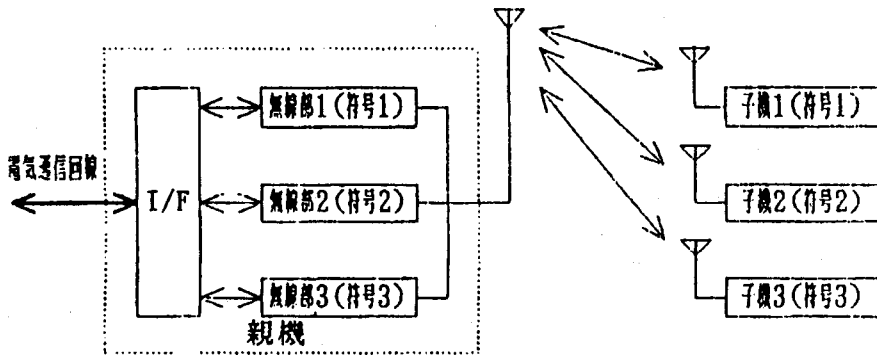 無線部1(符号1)
子機1(符号1)
電気通信回線
I/F
無線部2(符号2)
子機2(符号2)
無線部3(符号3)
子機3(符号3)
親機